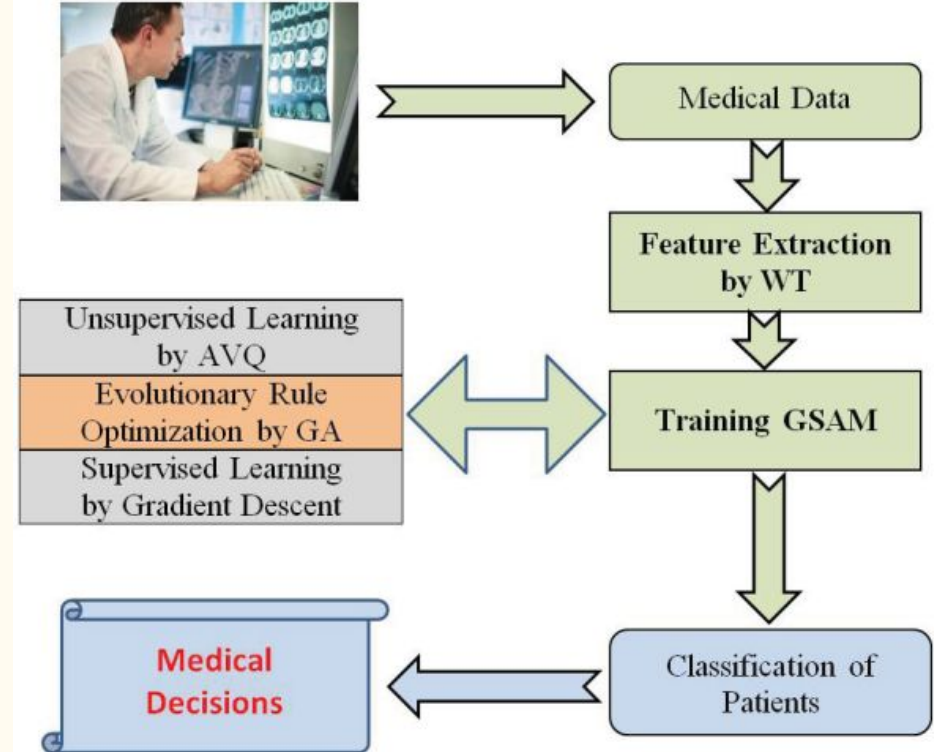 Medical Data
Feature Extraction
by WT
Unsupervised Learning
by AVQ
Evolutionary Rule
Optimization by GA
Supervised Learning
by Gradient Descent
Training GSAM
Classification of
Patients
Medical
Decisions